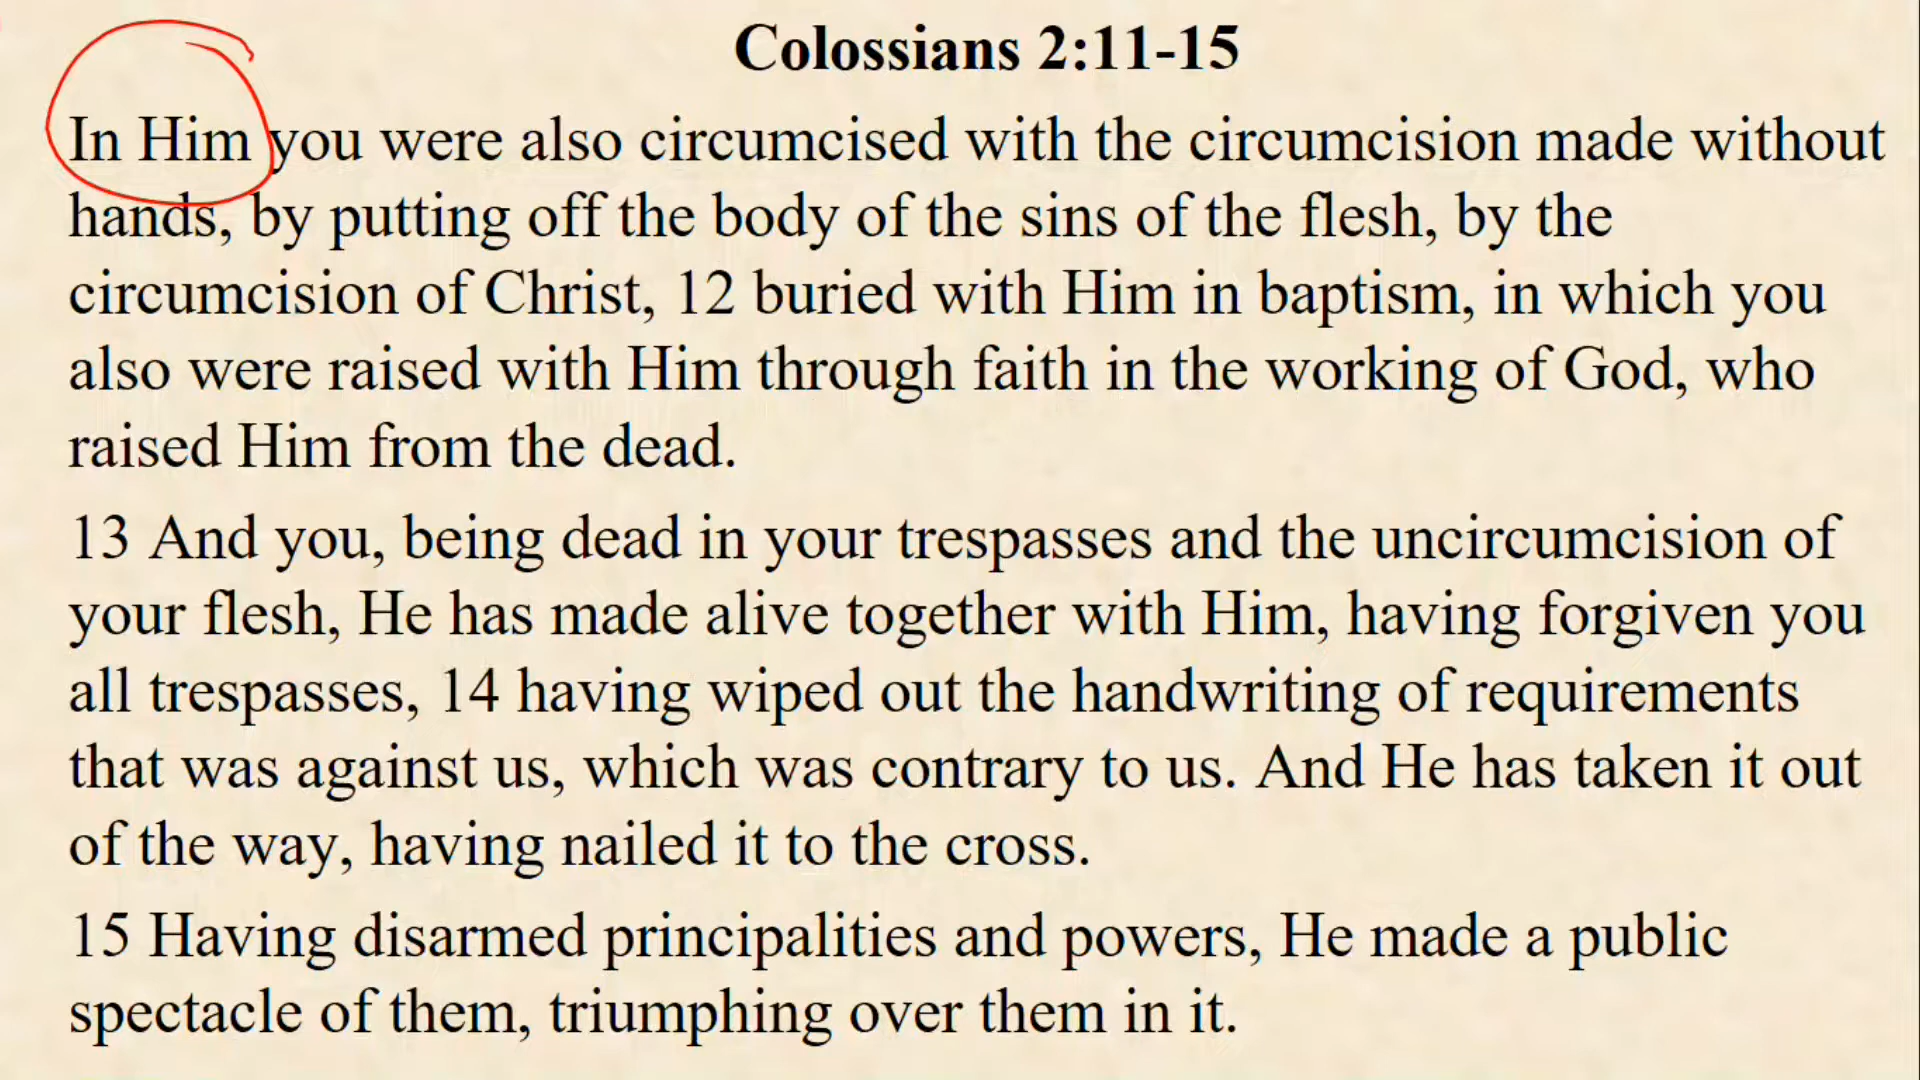 Colossians 2:11-15
In Him you were also circumcised with the circumcision made without
hands, by putting off the body of the sins of the flesh, by the
circumcision of Christ, 12 buried with Him in baptism, in which you
also were raised with Him through faith in the working of God, who
raised Him from the dead.
13 And you, being dead in your trespasses and the uncircumcision of
your flesh, He has made alive together with Him, having forgiven you
all trespasses, 14 having wiped out the handwriting of requirements
that was against us, which was contrary to us. And He has taken it out
of the way, having nailed it to the cross.
15 Having disarmed principalities and powers, He made a public
spectacle of them, triumphing over them in it.